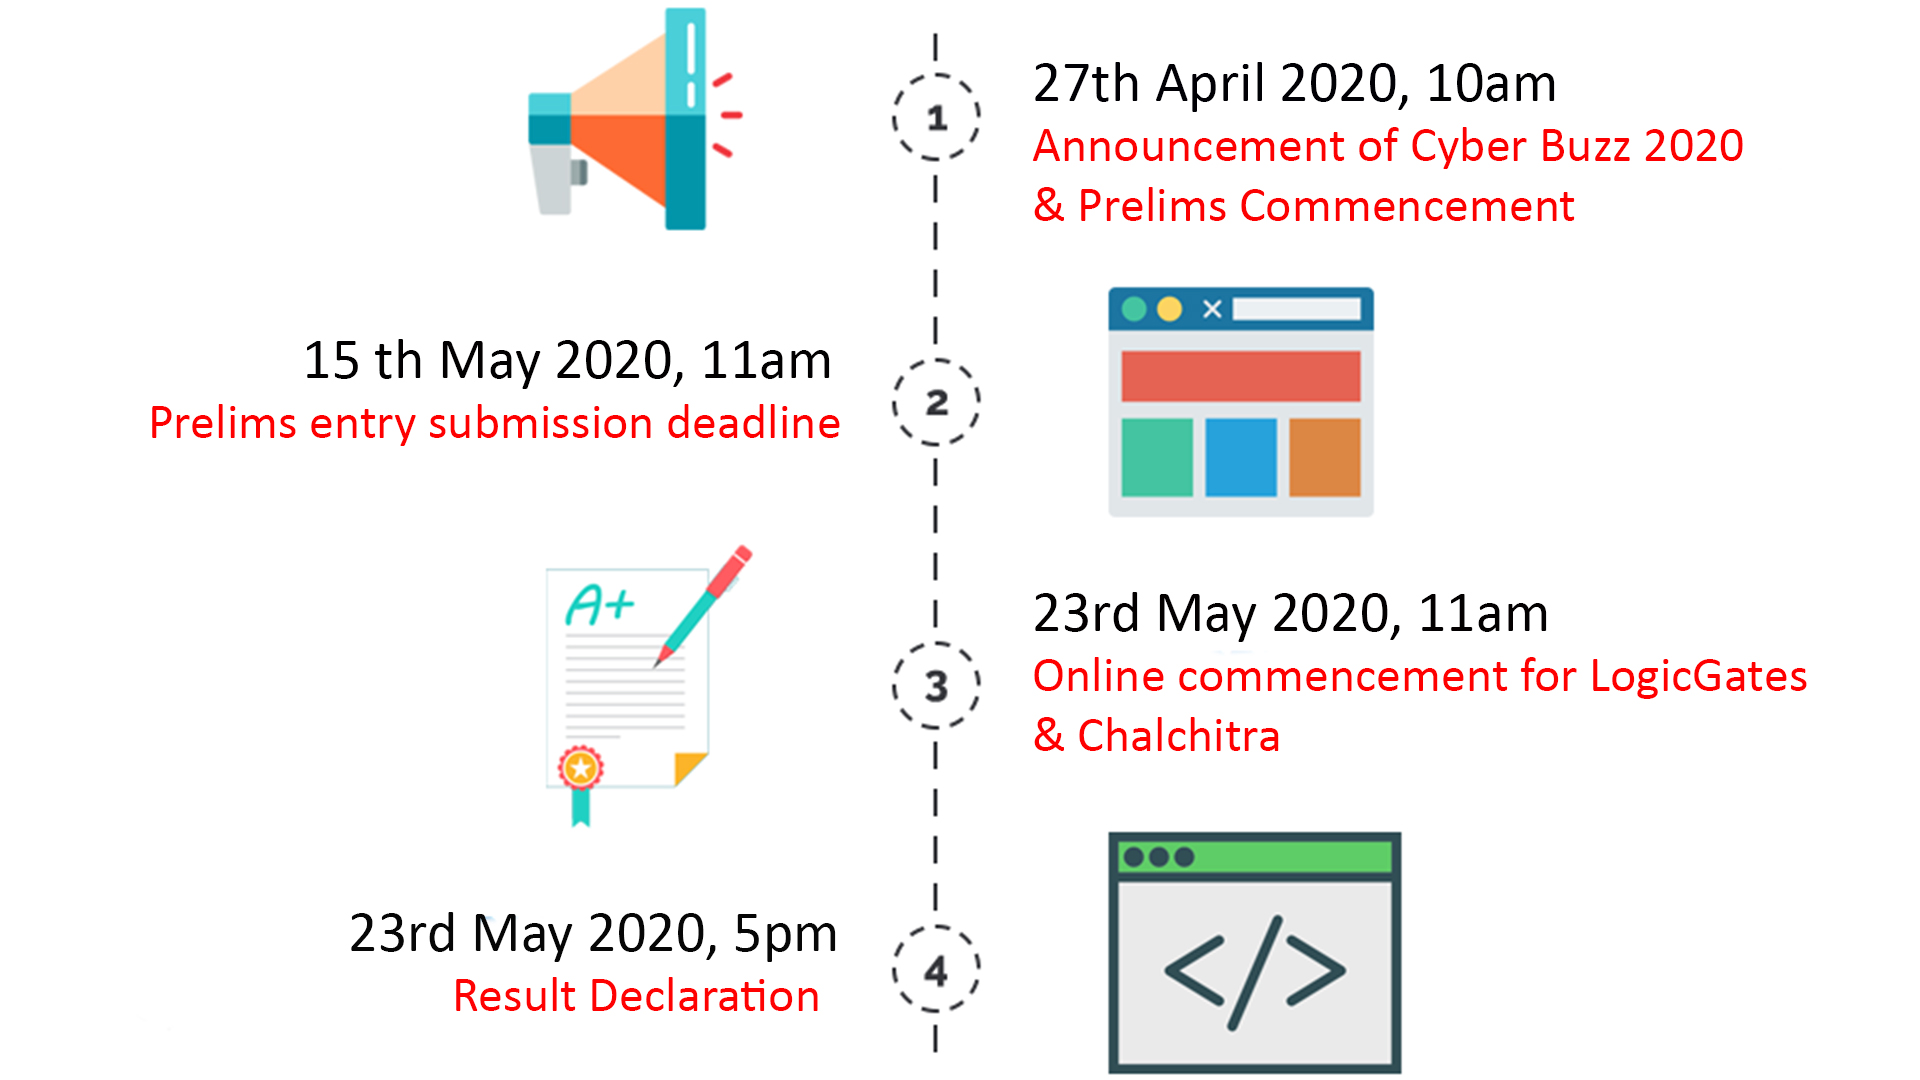 1
27th April 2020, 10am
Announcement of Cyber Buzz 2020
& Prelims Commencement
15 th May 2020, 11am
Prelims entry submission deadline
2
A+
3
23rd May 2020, 11am
Online commencement for LogicGates
& Chalchitra
23rd May 2020, 5pm
Result Declaration
4
</>